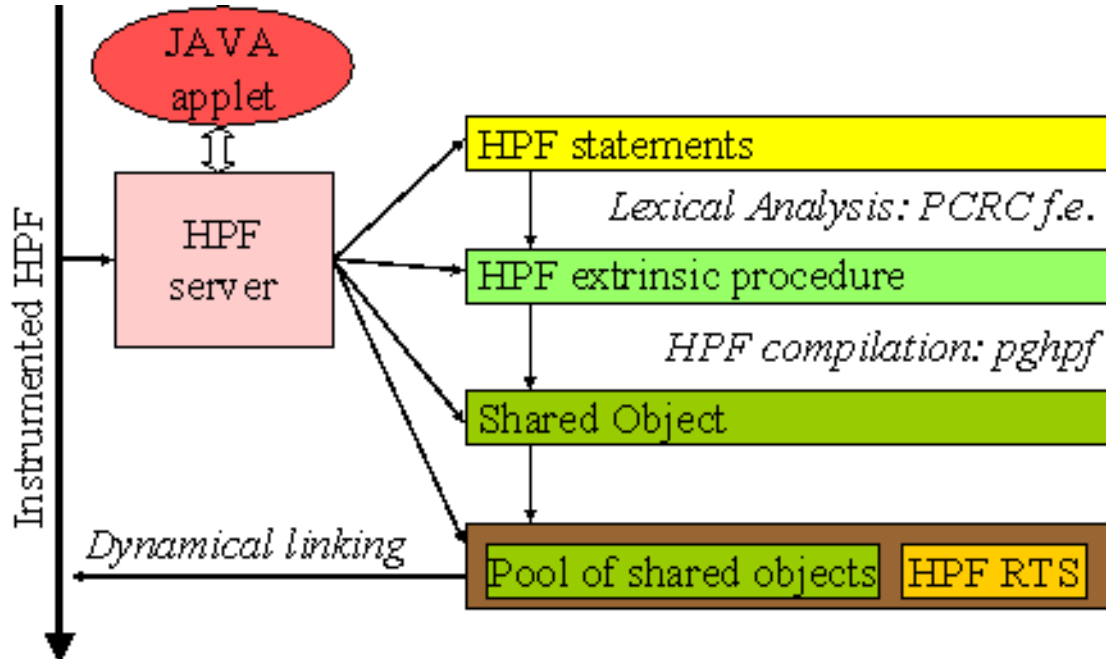 JAVA
applet
HPF statements
Lexical Analysis: PCRC f.e.
HPF
server
HPF extrinsic procedure
HPF compilation: pghpf
Shared Object
Instrumented HPF
Dynamical linking
Pool of shared objects
HPF RTS